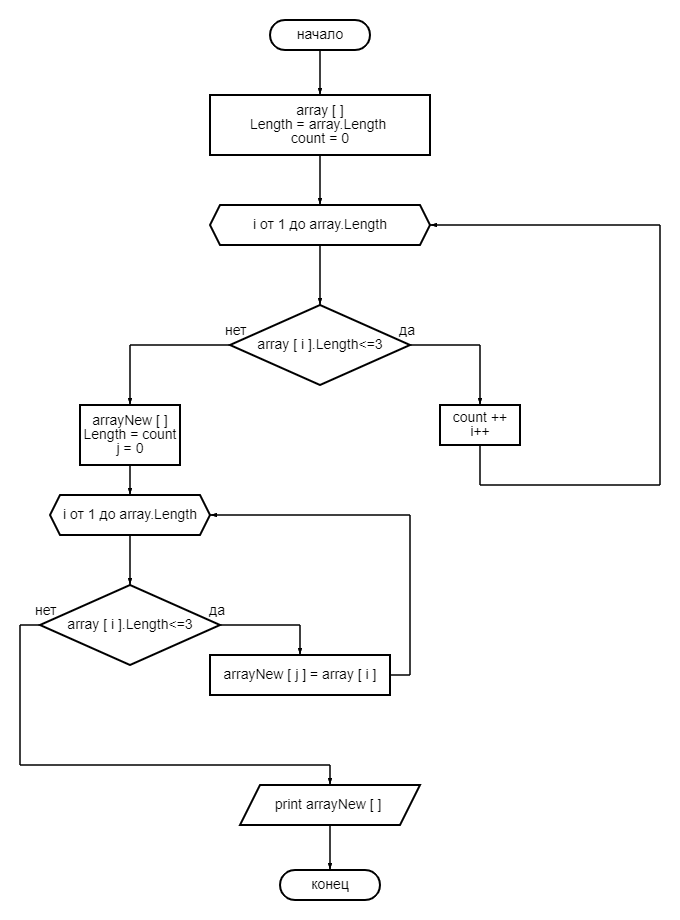 начало
array [ ]
Length = array.Length
count = 0
i от 1 до array.Length
нет
да
array [ i ].Length<=3
arrayNew [ ]
Length = count
j = 0
count ++
i++
i от 1 до array.Length
нет
да
array [ i ].Length<=3
arrayNew [ j ] = array [ i ]
print arrayNew [ ]
конец